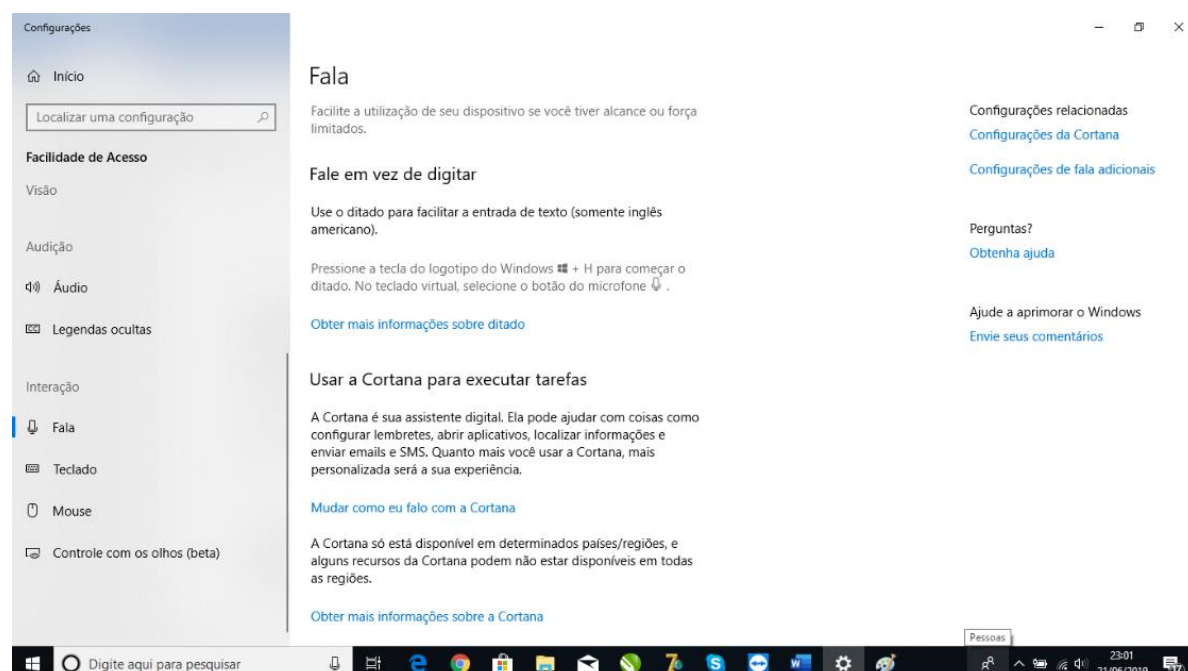 Configurações
Início
Localizar uma configuração
Facilidade de Acesso
Visão
Audição
Áudio
Legendas ocultas
Interação
Fala
Teclado
Mouse
Controle com os olhos (beta)
Fala
Facilite a utilização de seu dispositivo se você tiver alcance ou força
limitados.
Fale em vez de digitar
Use o ditado para facilitar a entrada de texto (somente inglês
americano).
Pressione a tecla do logotipo do Windows + H para começar o
ditado. No teclado virtual, selecione o botão do microfone .
Obter mais informações sobre ditado
Usar a Cortana para executar tarefas
A Cortana é sua assistente digital. Ela pode ajudar com coisas como
configurar lembretes, abrir aplicativos, localizar informações e
enviar emails e SMS. Quanto mais você usar a Cortana, mais
personalizada será a sua experiência.
Mudar como eu falo com a Cortana
A Cortana só está disponível em determinados países/regiões, e
alguns recursos da Cortana podem não estar disponíveis em todas
as regiões.
Obter mais informações sobre a Cortana
Configurações relacionadas
Configurações da Cortana
Configurações de fala adicionais
Perguntas?
Obtenha ajuda
Ajude a aprimorar o Windows
Envie seus comentários
Pessoas
Digite aqui para pesquisar
23:01
21/06/2019